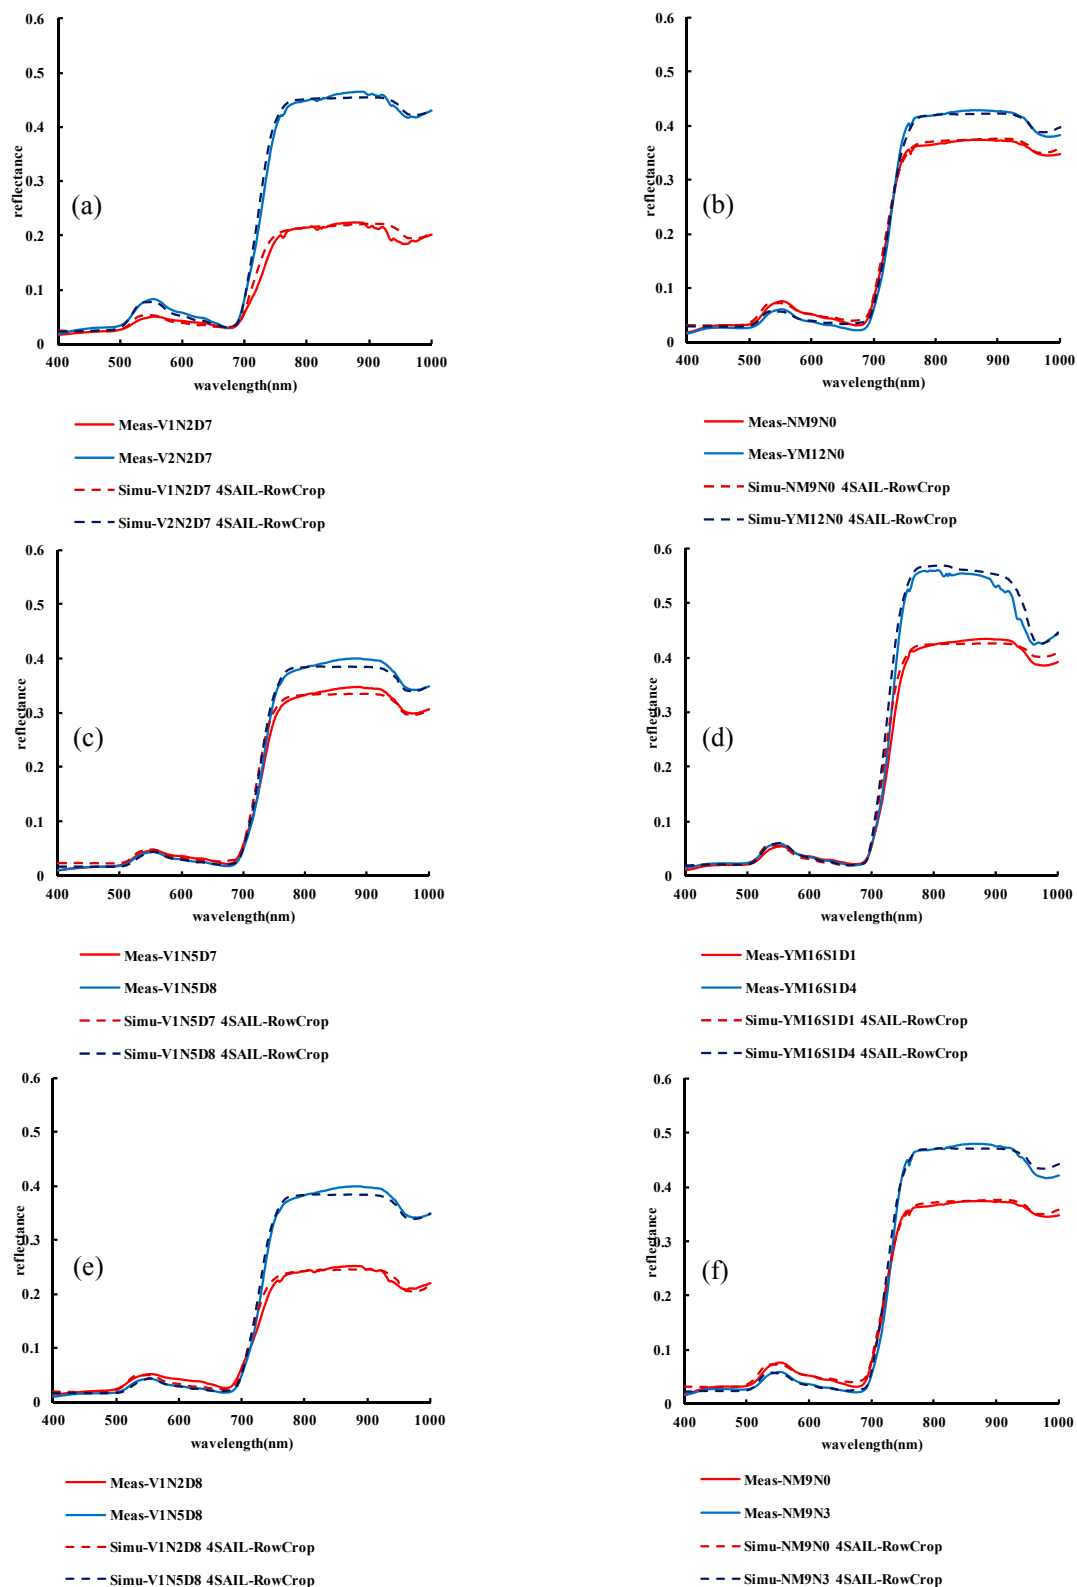 0.6
0.5
0.4
0.3
0.2
0.1
0
reflectance
(a)
400 500 600 700 800 900 1000
wavelength(nm)
Meas-V1N2D7
Meas-V2N2D7
Simu-V1N2D7 4SAIL-RowCrop
Simu-V2N2D7 4SAIL-RowCrop
0.6
0.5
0.4
0.3
0.2
0.1
0
reflectance
(b)
400 500 600 700 800 900 1000
wavelength(nm)
Meas-NM9N0
Meas-YM12N0
Simu-NM9N0 4SAIL-RowCrop
Simu-YM12N0 4SAIL-RowCrop
0.6
0.5
0.4
0.3
0.2
0.1
0
reflectance
(c)
400 500 600 700 800 900 1000
wavelength(nm)
Meas-V1N5D7
Meas-V1N5D8
Simu-V1N5D7 4SAIL-RowCrop
Simu-V1N5D8 4SAIL-RowCrop
0.6
0.5
0.4
0.3
0.2
0.1
0
reflectance
(d)
400 500 600 700 800 900 1000
wavelength(nm)
Meas-YM16S1D1
Meas-YM16S1D4
Simu-YM16S1D1 4SAIL-RowCrop
Simu-YM16S1D4 4SAIL-RowCrop
0.6
0.5
0.4
0.3
0.2
0.1
0
reflectance
(e)
400 500 600 700 800 900 1000
wavelength(nm)
Meas-V1N2D8
Meas-V1N5D8
Simu-V1N2D8 4SAIL-RowCrop
Simu-V1N5D8 4SAIL-RowCrop
0.6
0.5
0.4
0.3
0.2
0.1
0
reflectance
(f)
400 500 600 700 800 900 1000
wavelength(nm)
Meas-NM9N0
Meas-NM9N3
Simu-NM9N0 4SAIL-RowCrop
Simu-NM9N3 4SAIL-RowCrop